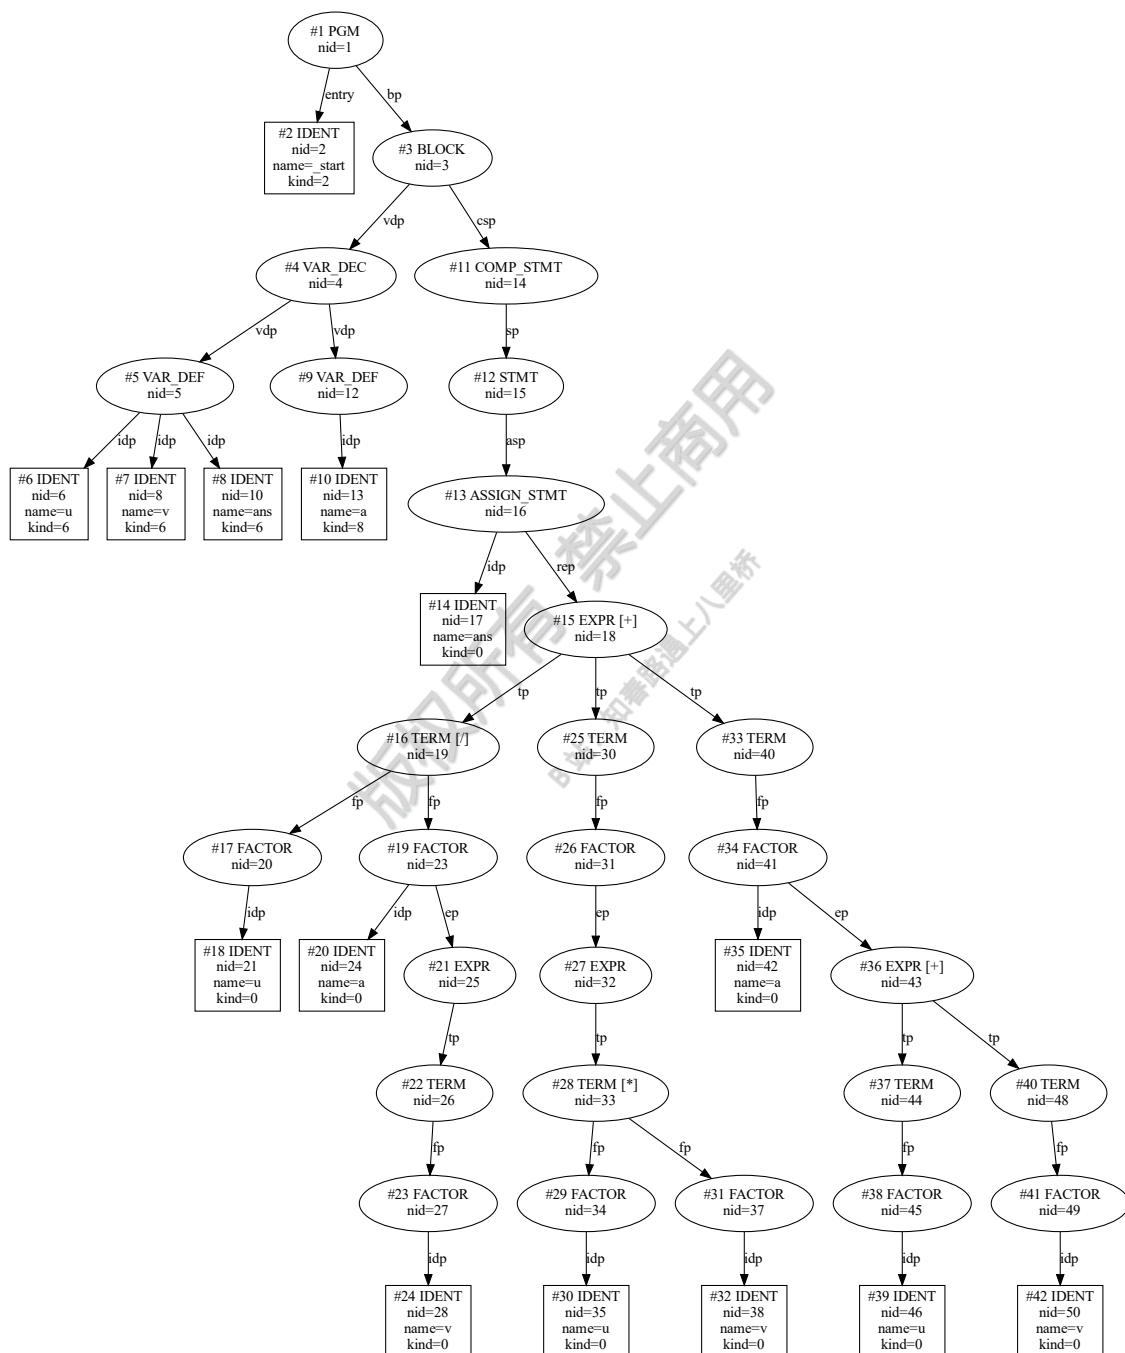 #1 PGM
nid=1
entry
bp
#2 IDENT
nid=2
name=_start
kind=2
#3 BLOCK
nid=3
vdp
csp
#4 VAR_DEC
nid=4
#11 COMP_STMT
nid=14
vdp
vdp
sp
#5 VAR_DEF
nid=5
#9 VAR_DEF
nid=12
#12 STMT
nid=15
idp
idp
idp
idp
asp
#6 IDENT
nid=6
name=u
kind=6
#7 IDENT
nid=8
name=v
kind=6
#8 IDENT
nid=10
name=ans
kind=6
#10 IDENT
nid=13
name=a
kind=8
#13 ASSIGN_STMT
nid=16
idp
rep
#14 IDENT
nid=17
name=ans
kind=0
#15 EXPR [+]
nid=18
tp
tp
tp
#16 TERM [/]
nid=19
#25 TERM
nid=30
#33 TERM
nid=40
fp
fp
fp
fp
#17 FACTOR
nid=20
#19 FACTOR
nid=23
#26 FACTOR
nid=31
#34 FACTOR
nid=41
idp
idp
ep
ep
idp
ep
#18 IDENT
nid=21
name=u
kind=0
#20 IDENT
nid=24
name=a
kind=0
#21 EXPR
nid=25
#27 EXPR
nid=32
#35 IDENT
nid=42
name=a
kind=0
#36 EXPR [+]
nid=43
tp
tp
tp
tp
#22 TERM
nid=26
#28 TERM [*]
nid=33
#37 TERM
nid=44
#40 TERM
nid=48
fp
fp
fp
fp
fp
#23 FACTOR
nid=27
#29 FACTOR
nid=34
#31 FACTOR
nid=37
#38 FACTOR
nid=45
#41 FACTOR
nid=49
idp
idp
idp
idp
idp
#24 IDENT
nid=28
name=v
kind=0
#30 IDENT
nid=35
name=u
kind=0
#32 IDENT
nid=38
name=v
kind=0
#39 IDENT
nid=46
name=u
kind=0
#42 IDENT
nid=50
name=v
kind=0
版权所有 禁止商用
B站 知春路遇上八里桥